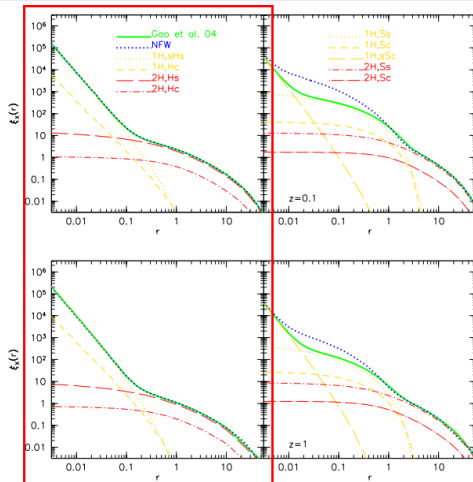 Gao et al. 04
NFW
1H,sHs
1H,Hc
2H,Hs
2H,Hc
1H,Ss
1H,Sc
1H,sSc
2H,Ss
2H,Sc
10⁶
10⁵
10⁴
10³
10²
10
1
0.1
0.01
ξₓ(r)
0.01 0.1 1 10
r
z=0.1
0.01 0.1 1 10
r
10⁶
10⁵
10⁴
10³
10²
10
1
0.1
0.01
ξₓ(r)
0.01 0.1 1 10
r
z=1
0.01 0.1 1 10
r